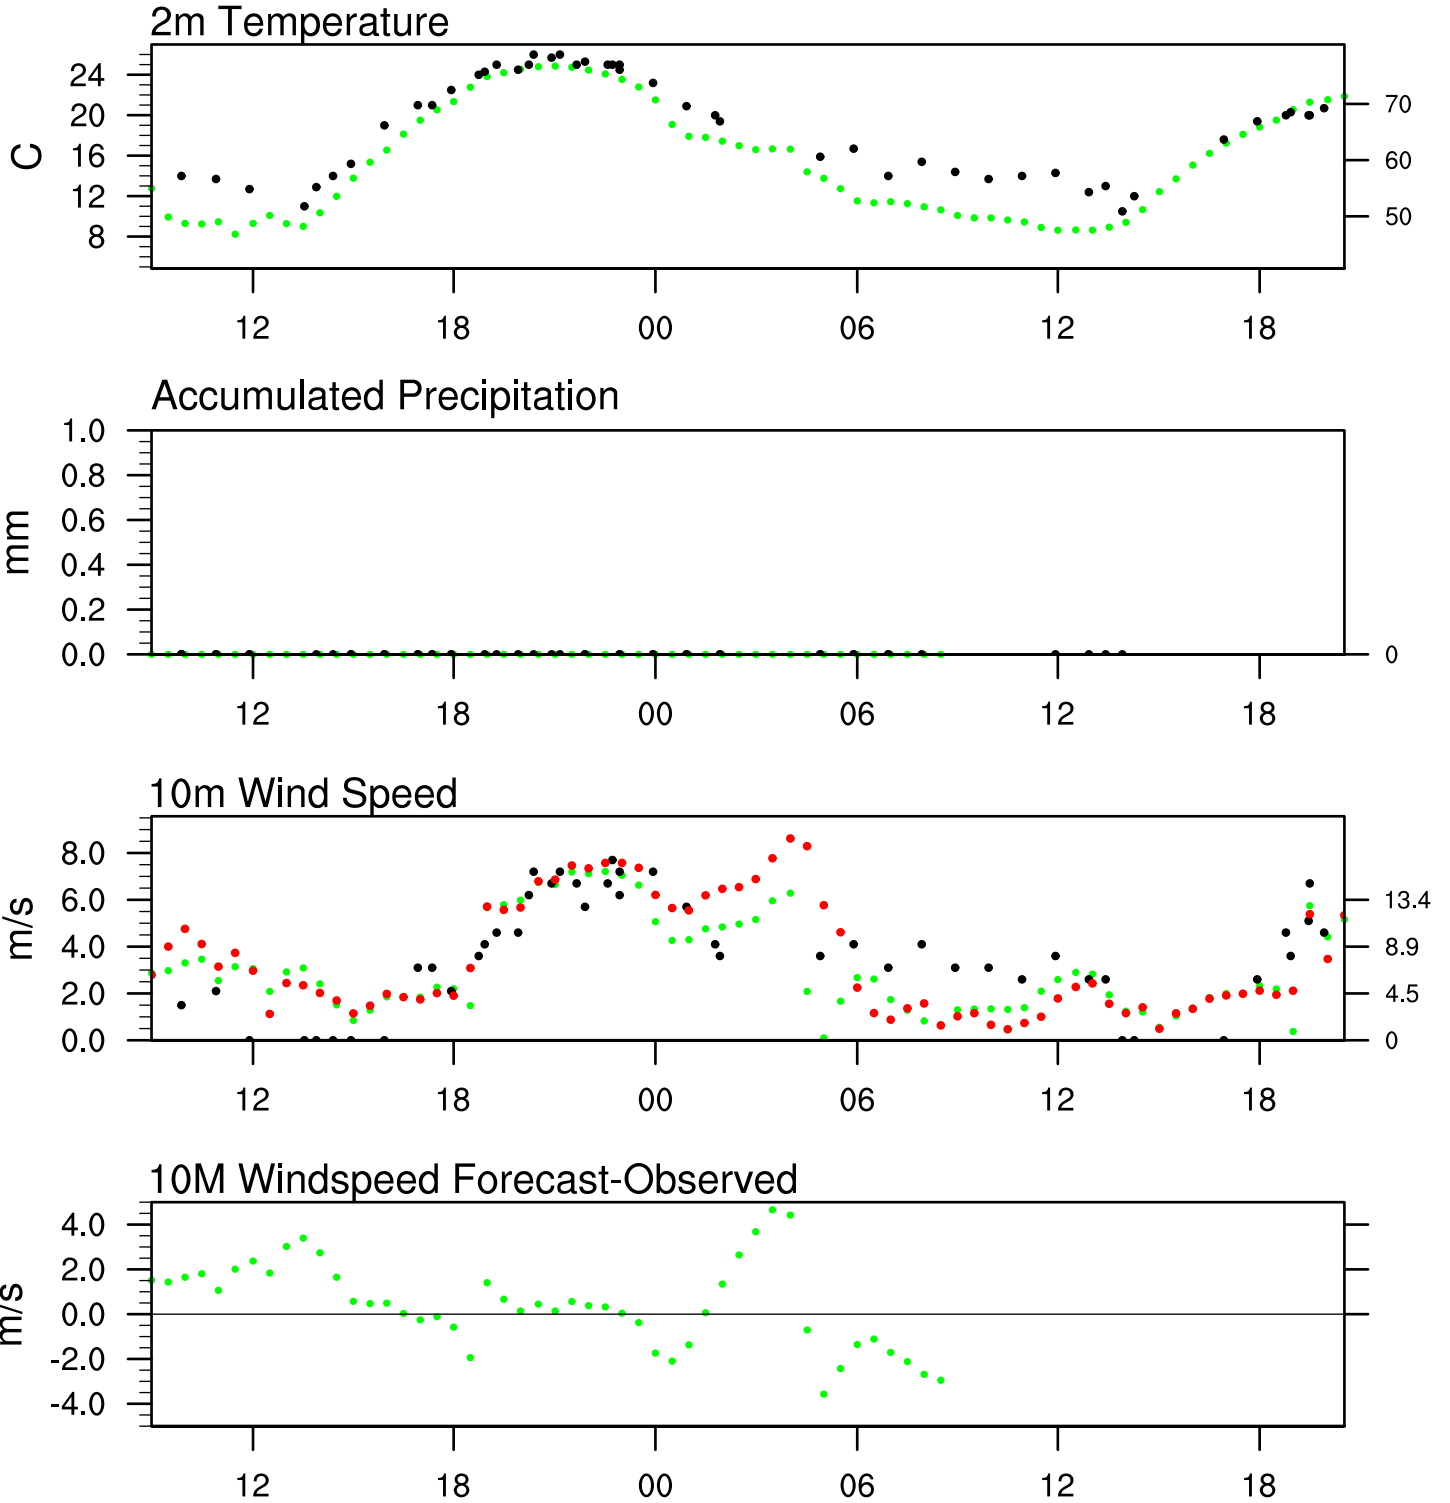 2m Temperature
24
20
16
12
8
C
70
60
50
12 18 00 06 12 18
Accumulated Precipitation
1.0
0.8
0.6
0.4
0.2
0.0
mm
0
12 18 00 06 12 18
10m Wind Speed
8.0
6.0
4.0
2.0
0.0
m/s
13.4
8.9
4.5
0
12 18 00 06 12 18
10M Windspeed Forecast-Observed
4.0
2.0
0.0
-2.0
-4.0
m/s
12 18 00 06 12 18